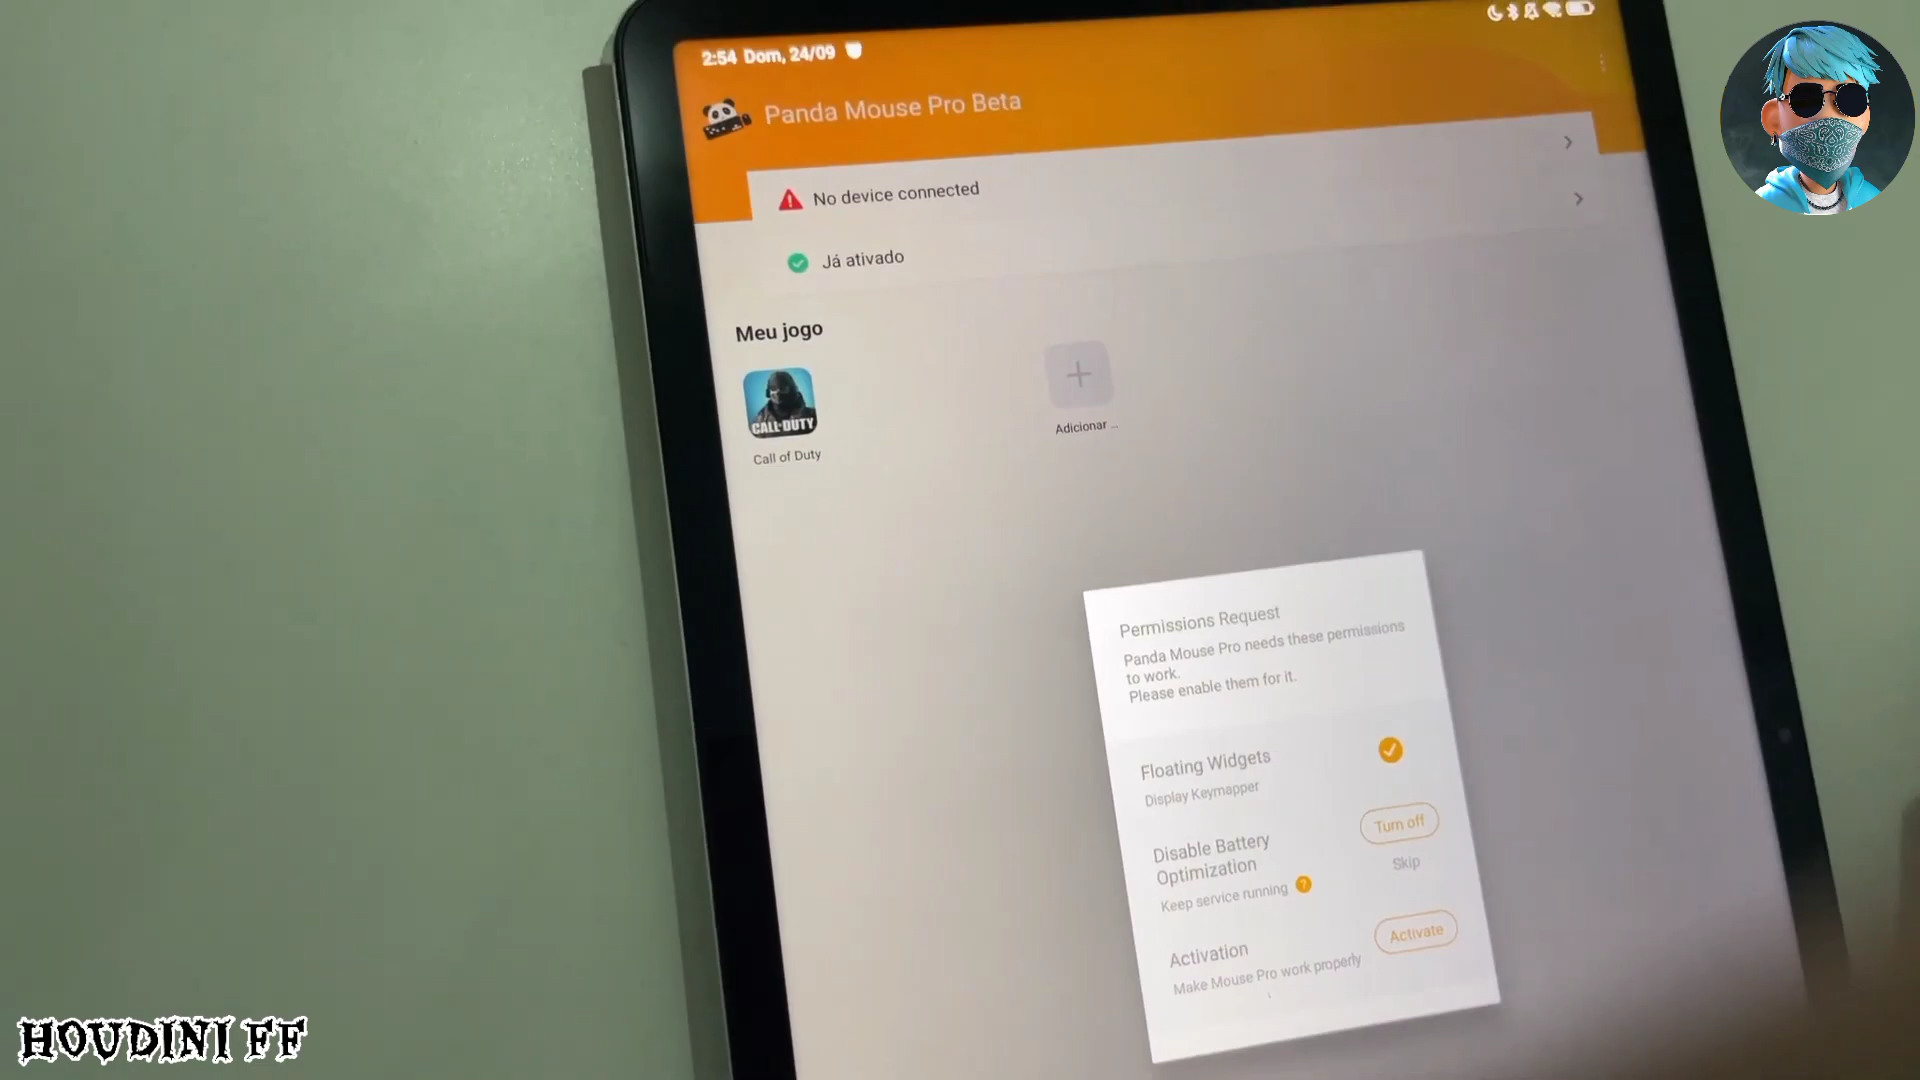 2:54 Dom, 24/09
Panda Mouse Pro Beta
No device connected
Já ativado
Meu jogo
CALL OF DUTY
Call of Duty
Adicionar ...
Permissions Request
Panda Mouse Pro needs these permissions
to work.
Please enable them for it.
Floating Widgets
Display Keymapper
Disable Battery
Optimization
Turn off
Skip
Keep service running
?
Activation
Activate
Make Mouse Pro work properly
HOUDINI FF